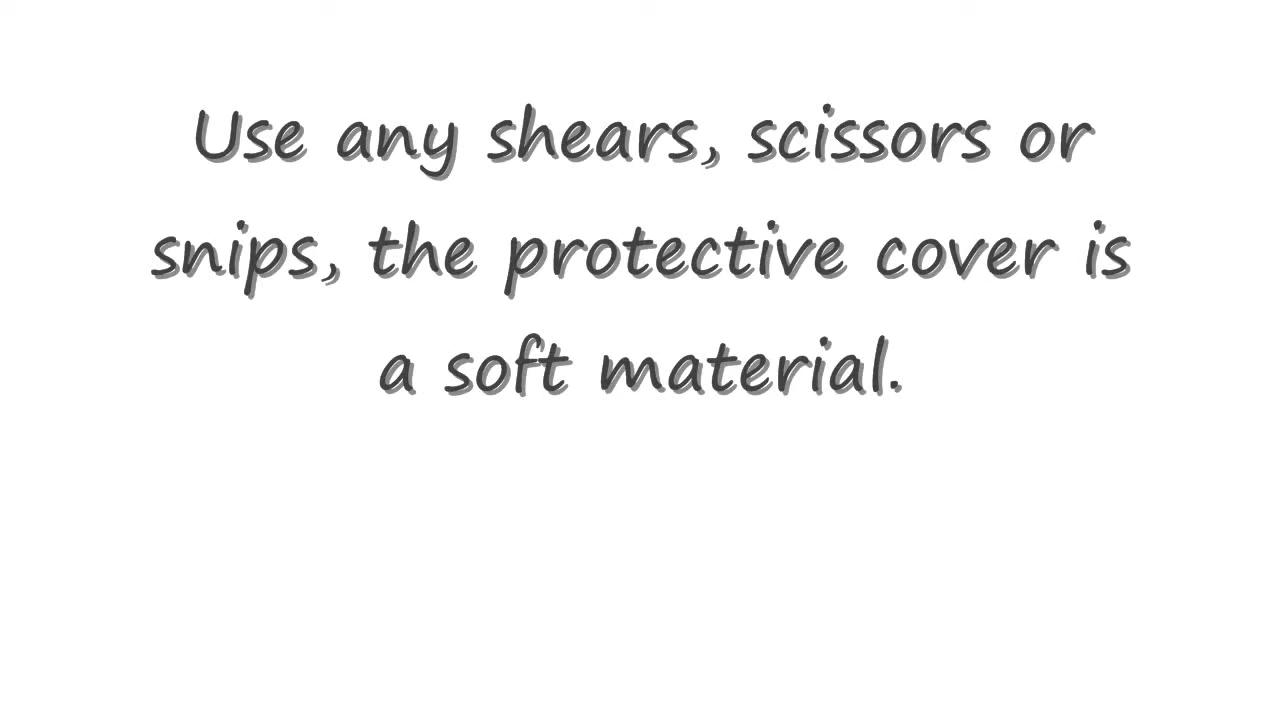 Use any shears, scissors or
snips, the protective cover is
a soft material.